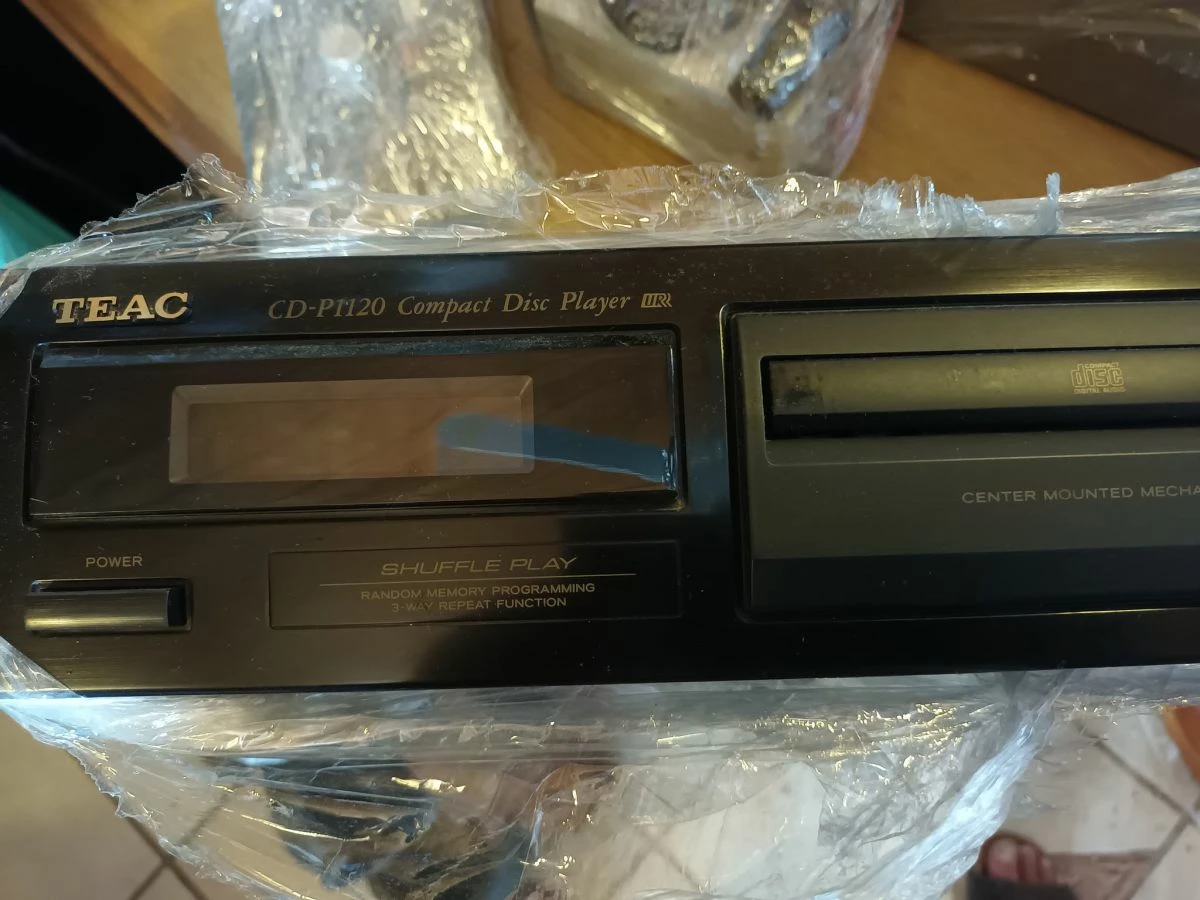 TEAC
CD-P1120 Compact Disc Player UR
COMPACT
disc
DIGITAL AUDIO
CENTER MOUNTED MECHA
POWER
SHUFFLE PLAY
RANDOM MEMORY PROGRAMMING
3-WAY REPEAT FUNCTION